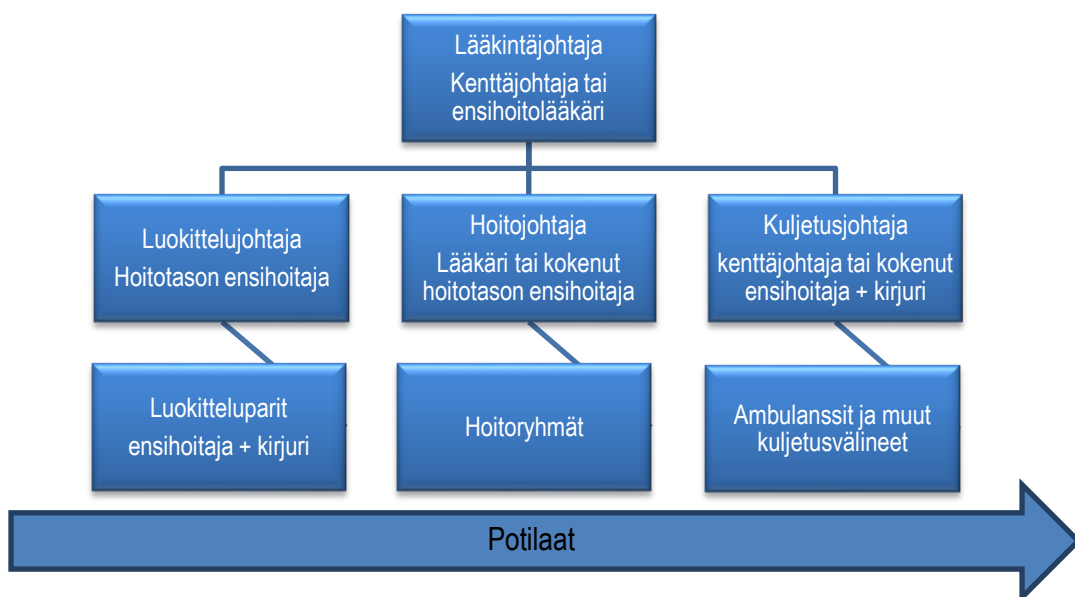 Lääkintäjohtaja
Kenttäjohtaja tai
ensihoitolääkäri
Luokittelujohtaja
Hoitotason ensihoitaja
Hoitojohtaja
Lääkäri tai kokenut
hoitotason ensihoitaja
Kuljetusjohtaja
kenttäjohtaja tai kokenut
ensihoitaja + kirjuri
Luokitteluparit
ensihoitaja + kirjuri
Hoitoryhmät
Ambulanssit ja muut
kuljetusvälineet
Potilaat